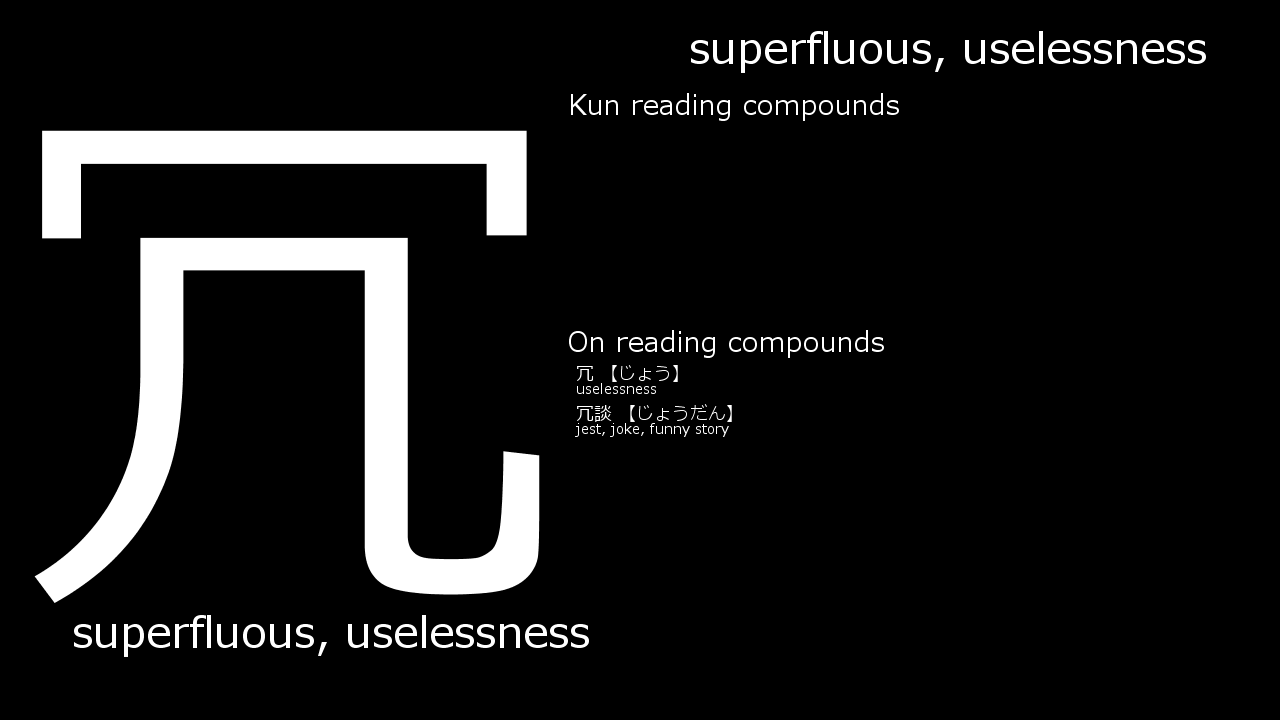 superfluous, uselessness
Kun reading compounds
冗
On reading compounds
冗 【じょう】
uselessness
冗談 【じょうだん】
jest, joke, funny story
superfluous, uselessness